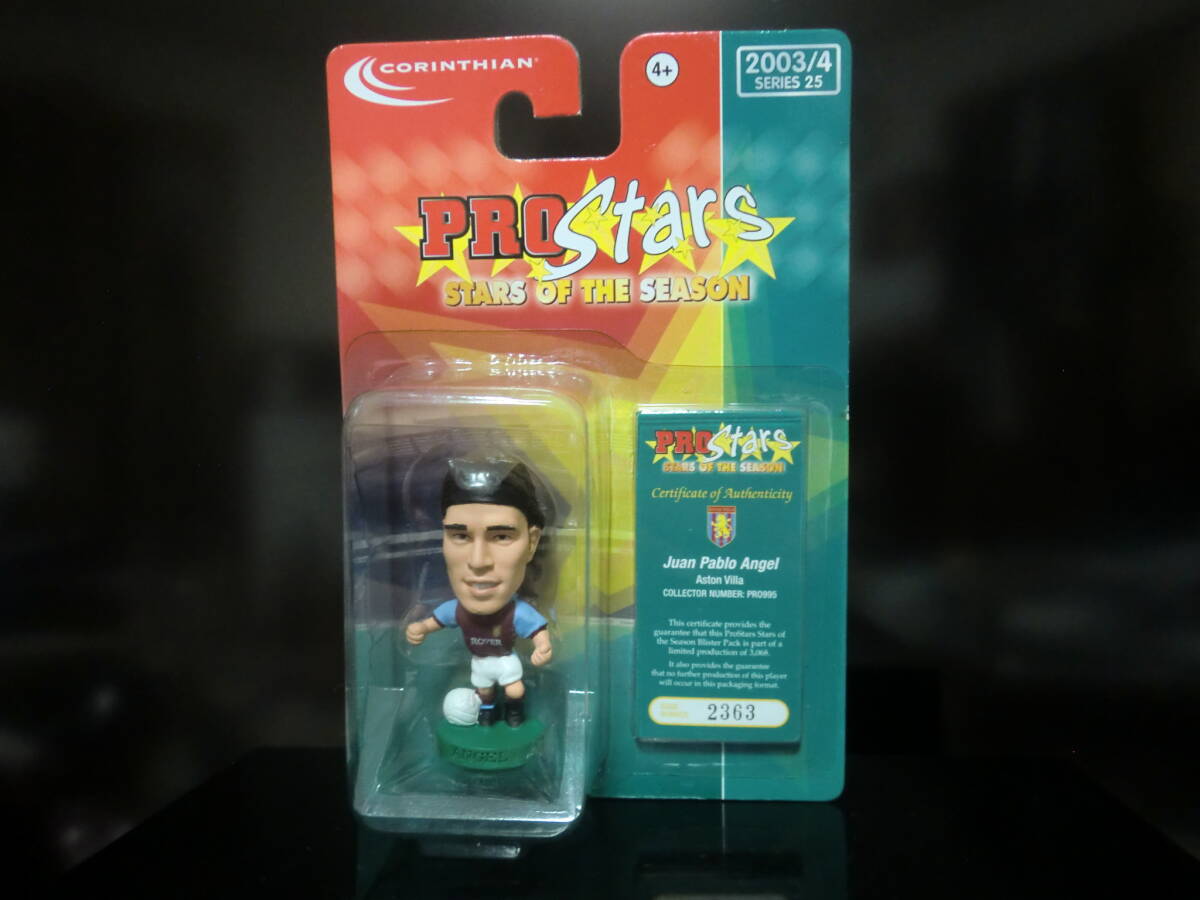 CORINTHIAN
4+
2003/4
SERIES 25
PROStars
STARS OF THE SEASON
PROStars
STARS OF THE SEASON
Certificate of Authenticity
Juan Pablo Angel
Aston Villa
COLLECTOR NUMBER: PRO995
This certificate provides the
guarantee that this ProStars Stars of
the Season Blister Pack is part of a
limited production of 3,068.
It also provides the guarantee
that no further production of this player
will occur in this packaging format.
2363
ROVER
ANGEL